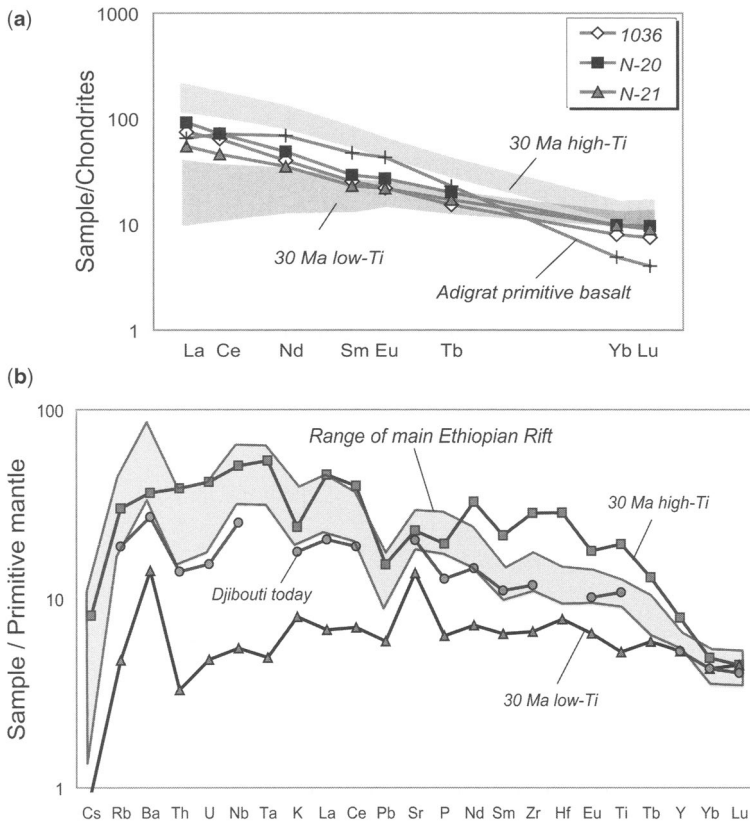 (a)
1000
100
10
1
Sample/Chondrites
1036
N-20
N-21
30 Ma high-Ti
30 Ma low-Ti
Adigrat primitive basalt
La Ce Nd Sm Eu Tb Yb Lu
(b)
100
10
1
Sample / Primitive mantle
Range of main Ethiopian Rift
30 Ma high-Ti
Djibouti today
30 Ma low-Ti
Cs Rb Ba Th U Nb Ta K La Ce Pb Sr P Nd Sm Zr Hf Eu Ti Tb Y Yb Lu